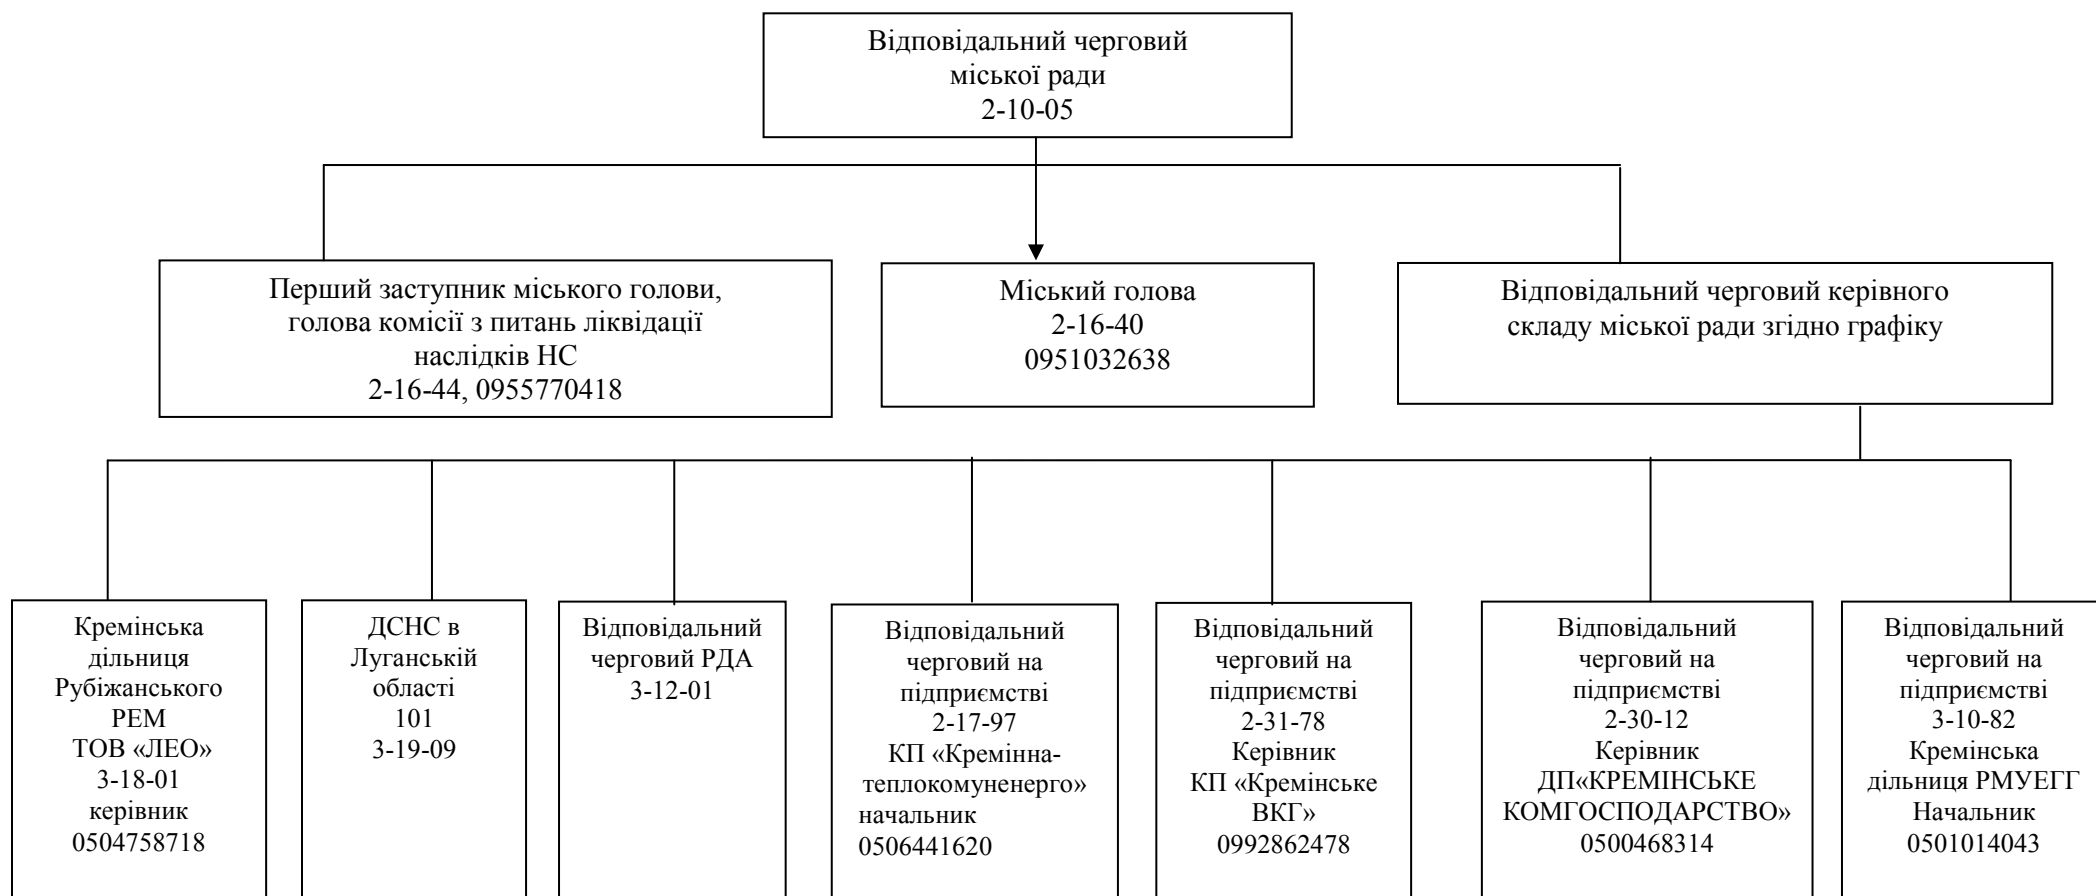 Відповідальний черговий
міської ради
2-10-05
Перший заступник міського голови,
голова комісії з питань ліквідації
наслідків НС
2-16-44, 0955770418
Міський голова
2-16-40
0951032638
Відповідальний черговий керівного
складу міської ради згідно графіку
Кремінська
дільниця
Рубіжанського
РЕМ
ТОВ «ЛЕО»
3-18-01
керівник
0504758718
ДСНС в
Луганській
області
101
3-19-09
Відповідальний
черговий РДА
3-12-01
Відповідальний
черговий на
підприємстві
2-17-97
КП «Кремінна-
теплокомуненерго»
начальник
0506441620
Відповідальний
черговий на
підприємстві
2-31-78
Керівник
КП «Кремінське
ВКГ»
0992862478
Відповідальний
черговий на
підприємстві
2-30-12
Керівник
ДП«КРЕМІНСЬКЕ
КОМГОСПОДАРСТВО»
0500468314
Відповідальний
черговий на
підприємстві
3-10-82
Кремінська
дільниця РМУЕГГ
Начальник
0501014043